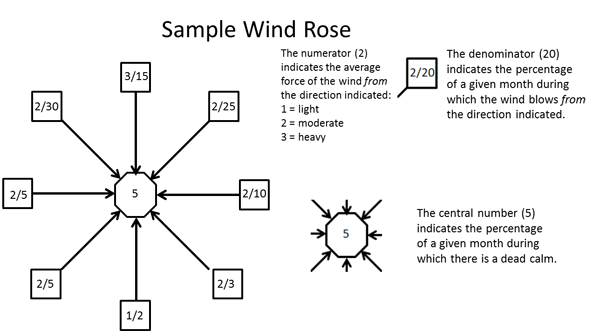 Sample Wind Rose
The numerator (2)
indicates the average
force of the wind from
the direction indicated:
1 = light
2 = moderate
3 = heavy
2/20
The denominator (20)
indicates the percentage
of a given month during
which the wind blows from
the direction indicated.
3/15
2/30
2/25
2/5
5
2/10
2/5
2/3
1/2
5
The central number (5)
indicates the percentage
of a given month during
which there is a dead calm.